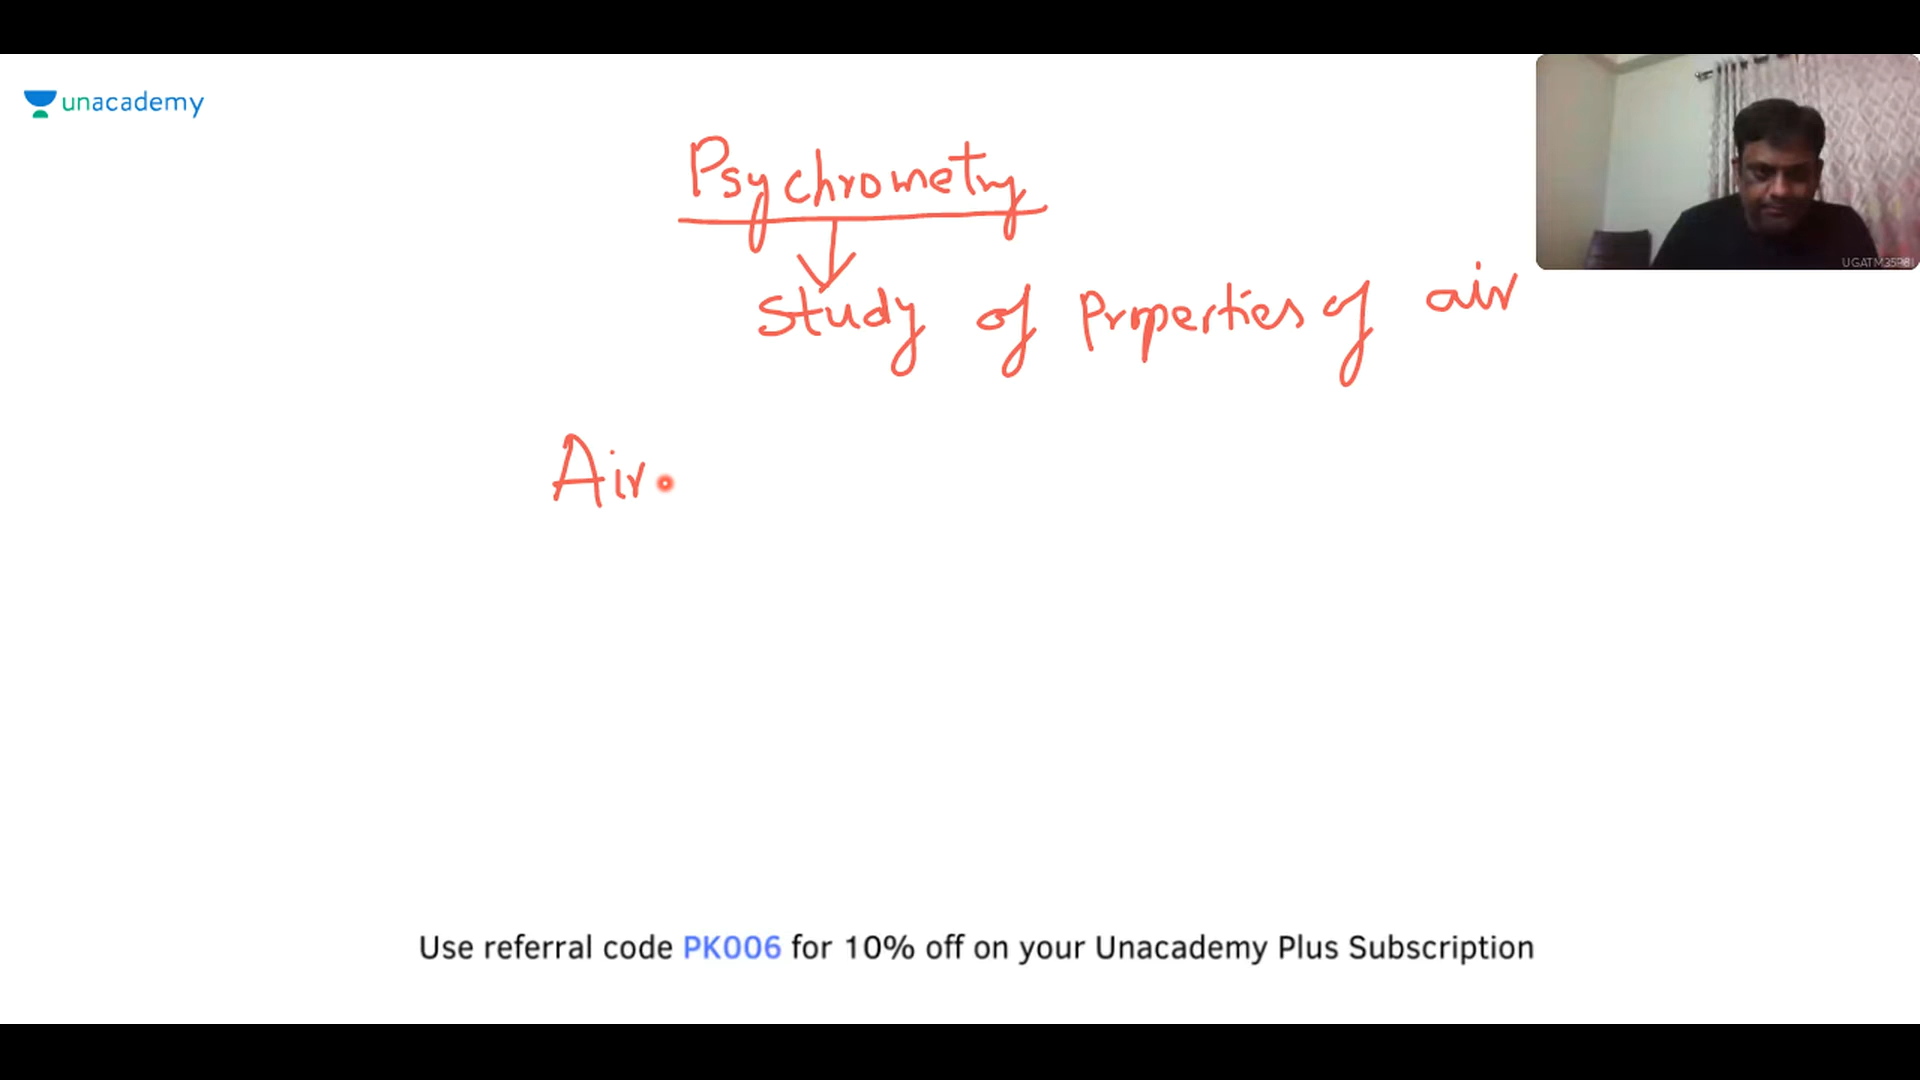 unacademy
Psychrometry
Study of Properties of air
Air
UGATM35P8I
Use referral code PK006 for 10% off on your Unacademy Plus Subscription